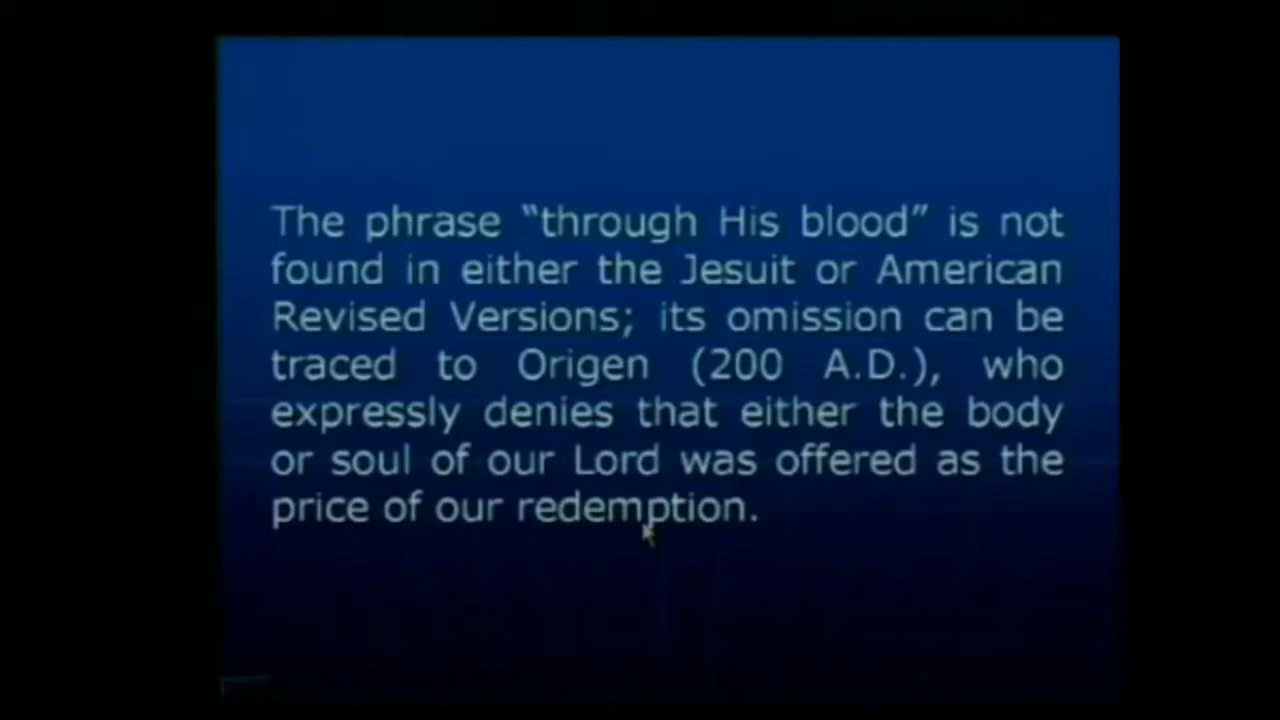 The phrase “through His blood” is not
found in either the Jesuit or American
Revised Versions; its omission can be
traced to Origen (200 A.D.), who
expressly denies that either the body
or soul of our Lord was offered as the
price of our redemption.